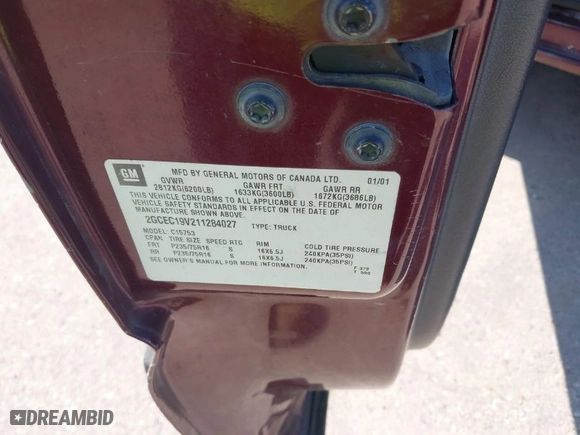 GM
MFD BY GENERAL MOTORS OF CANADA LTD. 01/01
GVWR GAWR FRT GAWR RR
2812KG(6200LB) 1633KG(3600LB) 1672KG(3686LB)
THIS VEHICLE CONFORMS TO ALL APPLICABLE U.S. FEDERAL MOTOR
VEHICLE SAFETY STANDARDS IN EFFECT ON THE DATE OF
MANUFACTURE SHOWN ABOVE.
2GCEC19V211284027 TYPE: TRUCK
MODEL: C15753
CPAK TIRE SIZE SPEED RTG RIM COLD TIRE PRESSURE
FRT P235/75R16 S 16X6.5J 240KPA(35PSI)
RR P235/75R16 S 16X6.5J 240KPA(35PSI)
SEE OWNER'S MANUAL FOR MORE INFORMATION.
DREAMBID